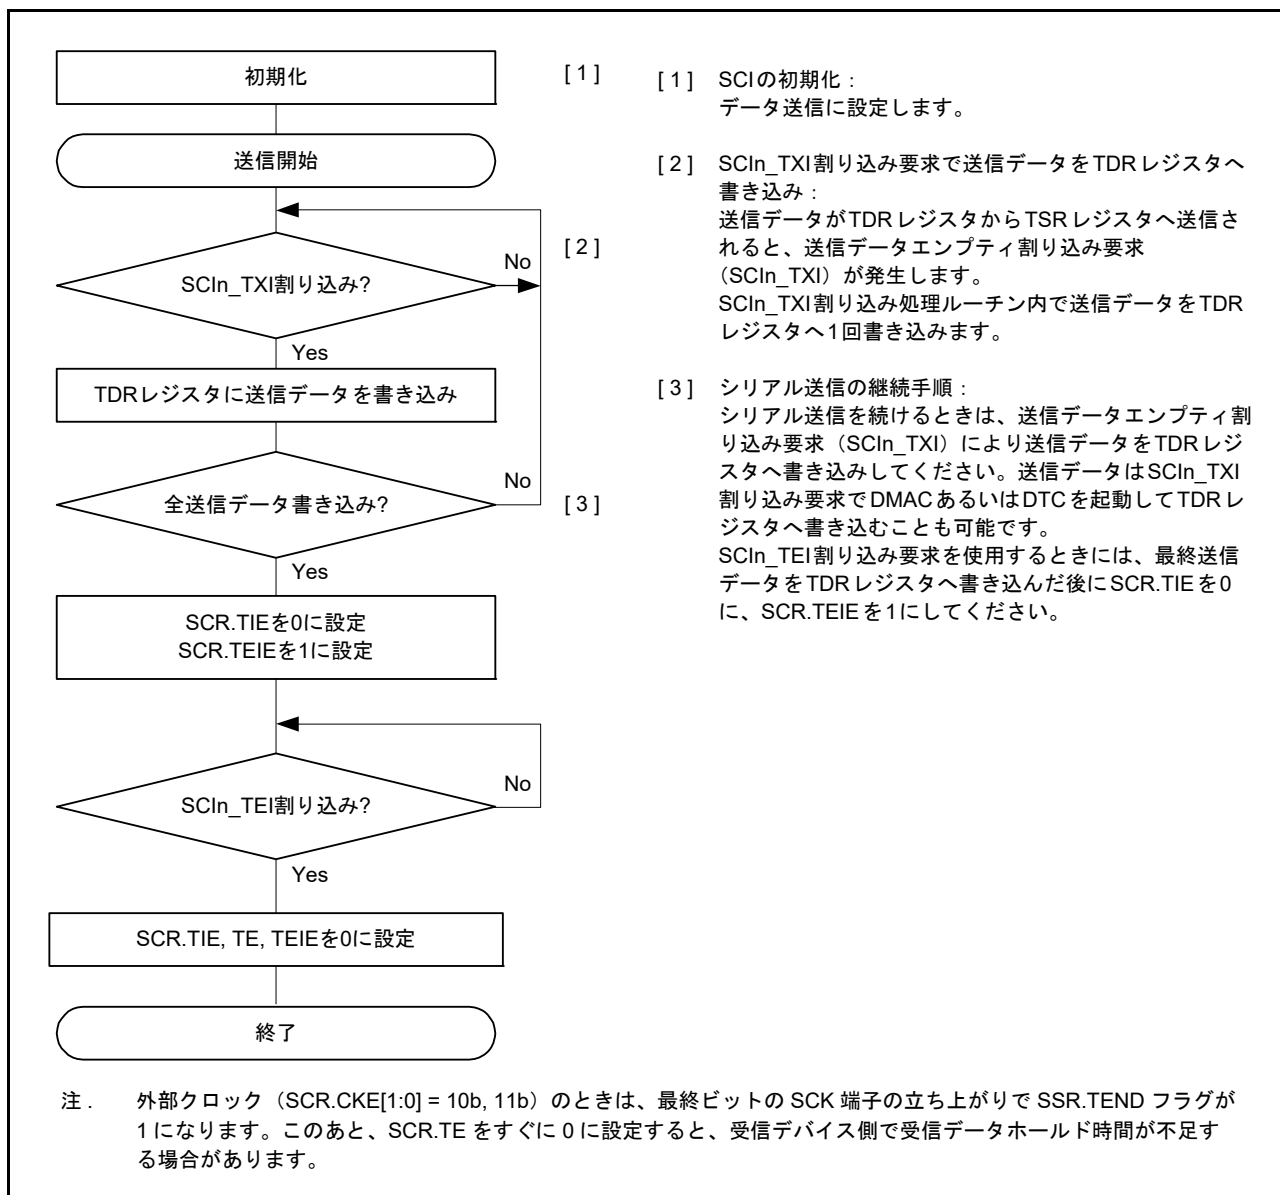 初期化
[ 1 ]
送信開始
SCIn_TXI割り込み?
No
[ 2 ]
Yes
TDRレジスタに送信データを書き込み
全送信データ書き込み?
No
[ 3 ]
Yes
SCR.TIEを0に設定
SCR.TEIEを1に設定
SCIn_TEI割り込み?
No
Yes
SCR.TIE, TE, TEIEを0に設定
終了
[ 1 ] SCIの初期化：
データ送信に設定します。
[ 2 ] SCIn_TXI割り込み要求で送信データをTDRレジスタへ
書き込み：
送信データがTDRレジスタからTSRレジスタへ送信さ
れると、送信データエンプティ割り込み要求
（SCIn_TXI）が発生します。
SCIn_TXI割り込み処理ルーチン内で送信データをTDR
レジスタへ1回書き込みます。
[ 3 ] シリアル送信の継続手順：
シリアル送信を続けるときは、送信データエンプティ割
り込み要求（SCIn_TXI）により送信データをTDRレジ
スタへ書き込みしてください。送信データはSCIn_TXI
割り込み要求でDMACあるいはDTCを起動してTDRレ
ジスタへ書き込むことも可能です。
SCIn_TEI割り込み要求を使用するときには、最終送信
データをTDRレジスタへ書き込んだ後にSCR.TIEを0
に、SCR.TEIEを1にしてください。
注 . 外部クロック（SCR.CKE[1:0] = 10b, 11b）のときは、最終ビットの SCK 端子の立ち上がりで SSR.TEND フラグが
1 になります。このあと、SCR.TE をすぐに 0 に設定すると、受信デバイス側で受信データホールド時間が不足す
る場合があります。